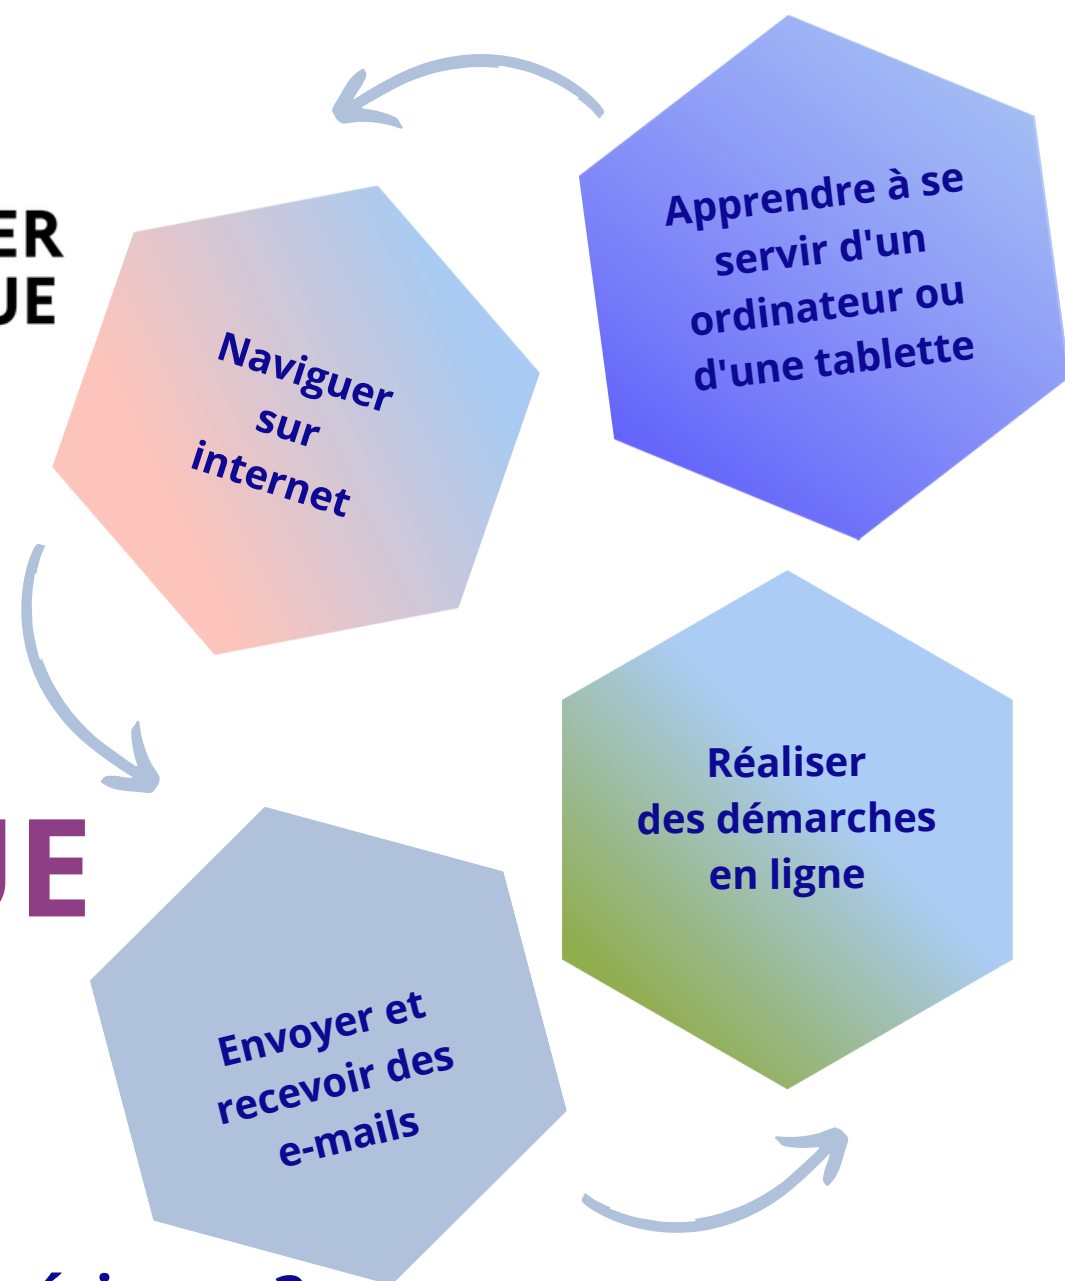 Apprendre à se
servir d'un
ordinateur ou
d'une tablette
ER
UE
Naviguer
sur
internet
Réaliser
des démarches
en ligne
UE
Envoyer et
recevoir des
e-mails